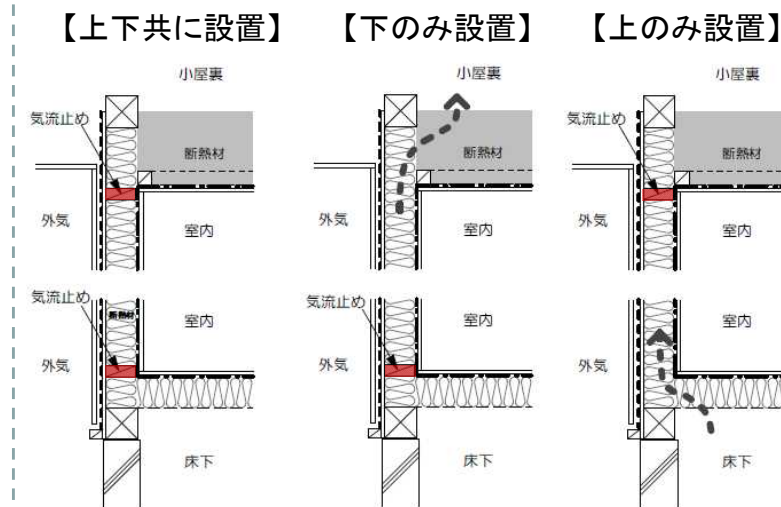 【上下共に設置】
【下のみ設置】
【上のみ設置】
小屋裏
小屋裏
小屋裏
気流止め
気流止め
断熱材
断熱材
断熱材
外気
室内
外気
室内
外気
室内
気流止め
断熱材
気流止め
室内
室内
室内
外気
外気
外気
床下
床下
床下